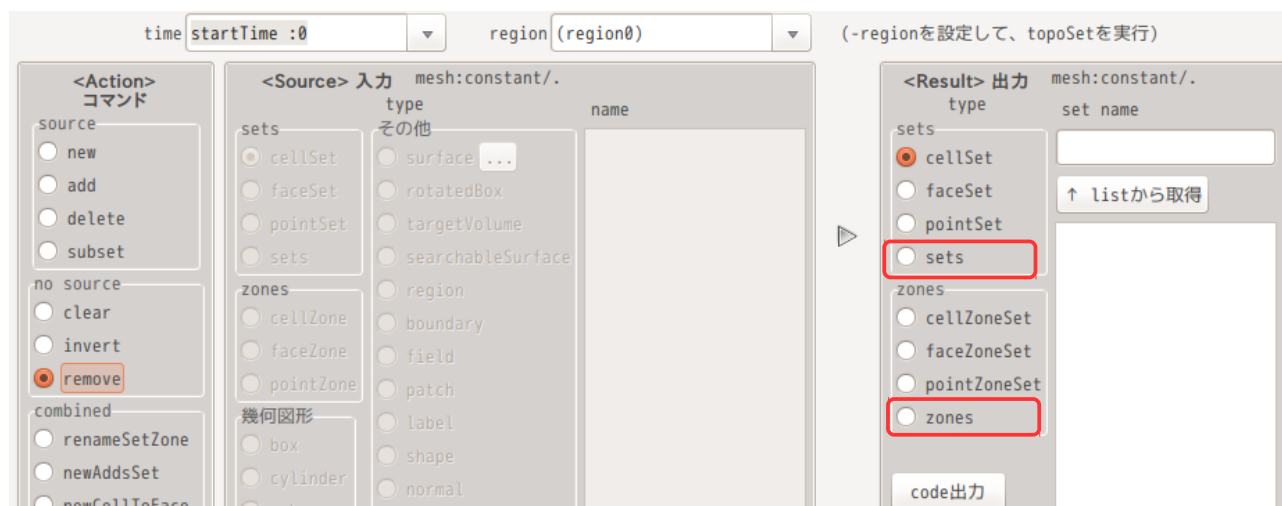 time startTime :0 region (region0) (-regionを設定して、topoSetを実行)
<Action>
コマンド
source
new
add
delete
subset
no source
clear
invert
remove
combined
renameSetZone
newAddsSet
newCellToFace
<Source> 入力 mesh:constant/.
type
name
sets
cellSet
faceSet
pointSet
sets
zones
cellZone
faceZone
pointZone
幾何図形
box
cylinder
その他
surface ...
rotatedBox
targetVolume
searchableSurface
region
boundary
field
patch
label
shape
normal
<Result> 出力 mesh:constant/.
type
set name
sets
cellSet
faceSet
pointSet
sets
zones
cellZoneSet
faceZoneSet
pointZoneSet
zones
code出力
↑ listから取得